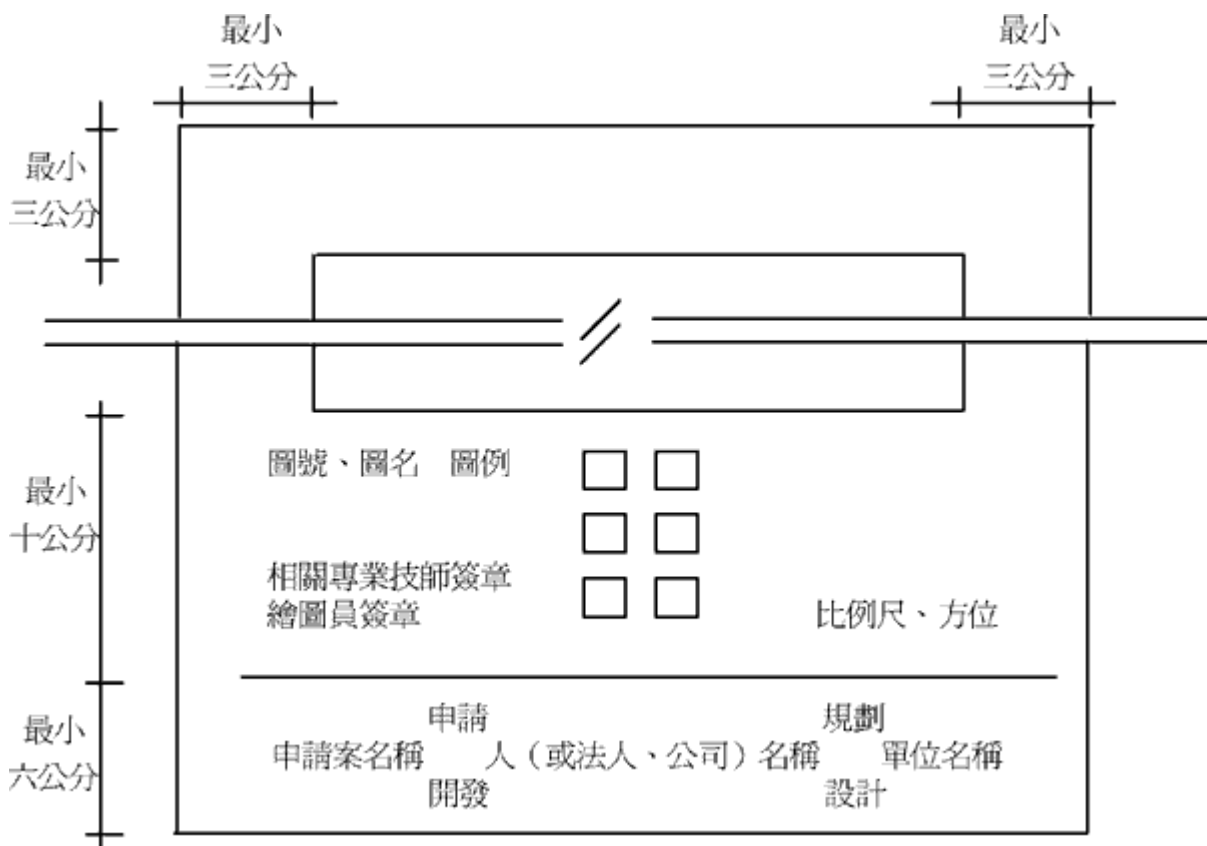 最小
三公分
最小
三公分
最小
三公分
圖號、圖名 圖例
最小
十公分
相關專業技師簽章
繪圖員簽章
比例尺、方位
最小
六公分
申請 規劃
申請案名稱 人(或法人、公司)名稱 單位名稱
開發 設計